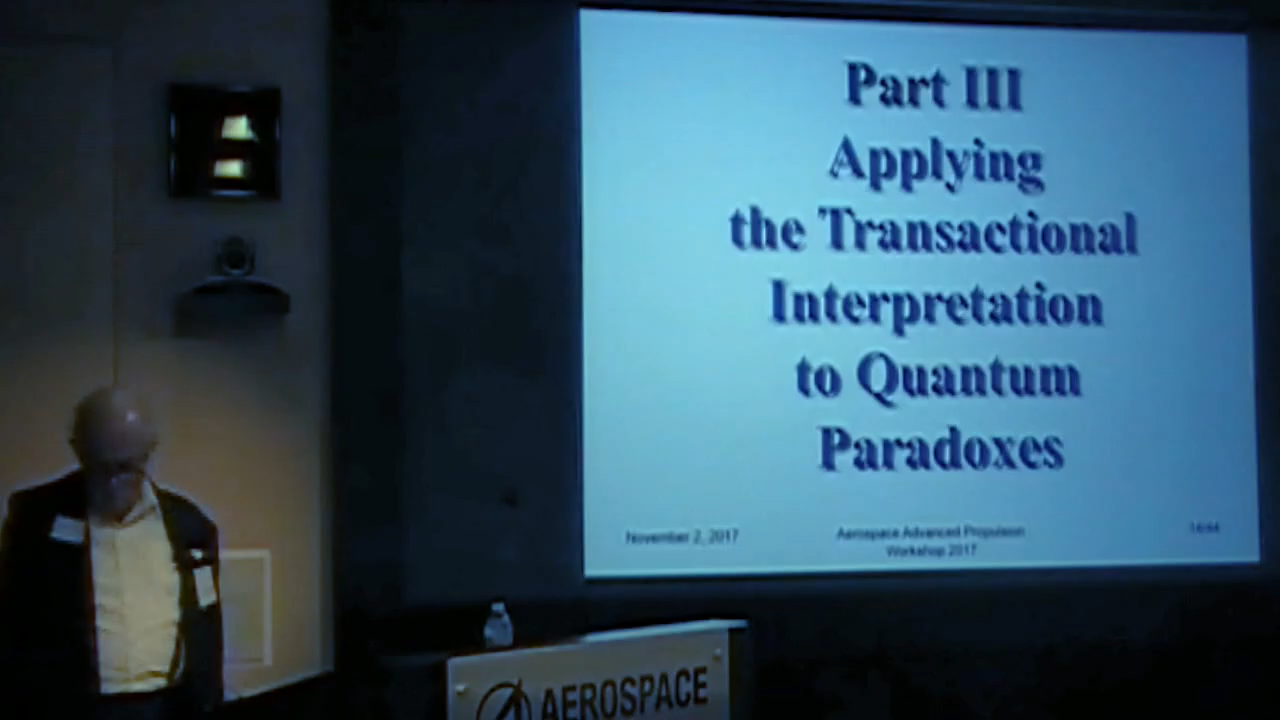 Part III
Applying
the Transactional
Interpretation
to Quantum
Paradoxes
November 2, 2017
Aerospace Advanced Propulsion
Workshop 2017
AEROSPACE